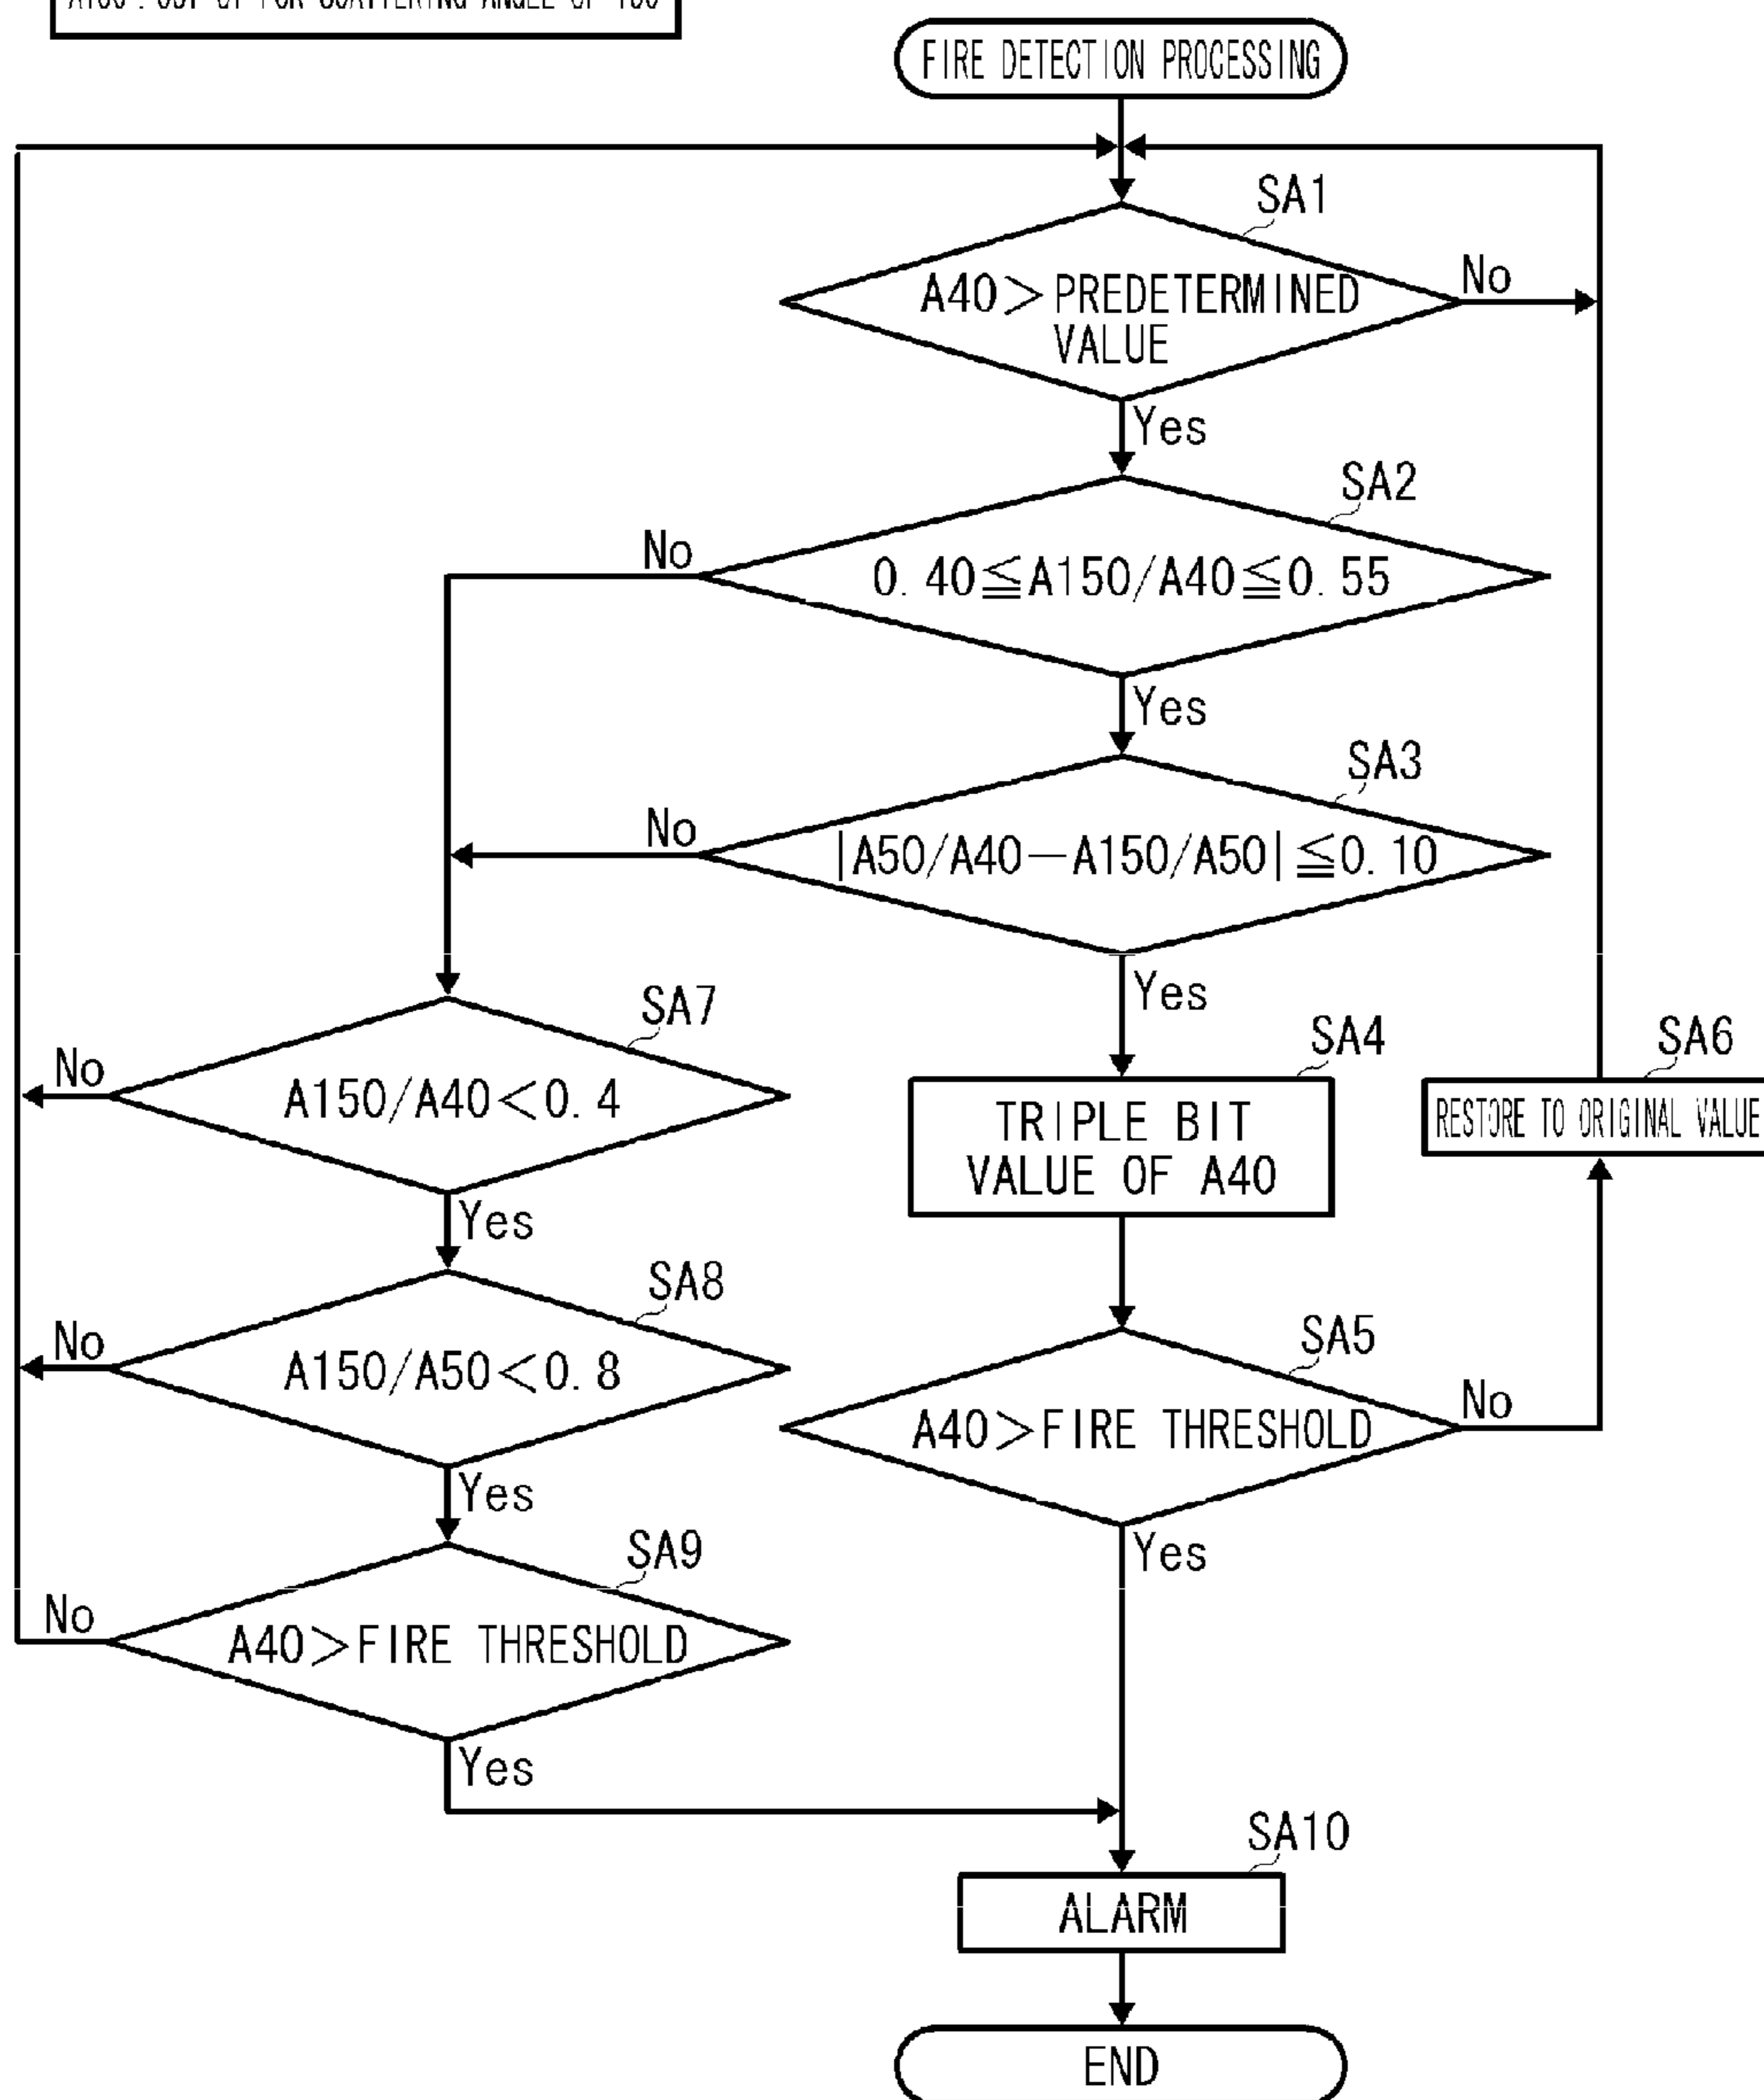 FIRE DETECTION PROCESSING
SA1
A40＞PREDETERMINED
VALUE
No
Yes
SA2
0.40≦A150/A40≦0.55
No
Yes
SA3
|A50/A40－A150/A50|≦0.10
No
Yes
SA7
A150/A40＜0.4
No
Yes
SA4
TRIPLE BIT
VALUE OF A40
SA6
RESTORE TO ORIGINAL VALUE
SA8
A150/A50＜0.8
No
Yes
SA5
A40＞FIRE THRESHOLD
No
Yes
SA9
A40＞FIRE THRESHOLD
No
Yes
SA10
ALARM
END